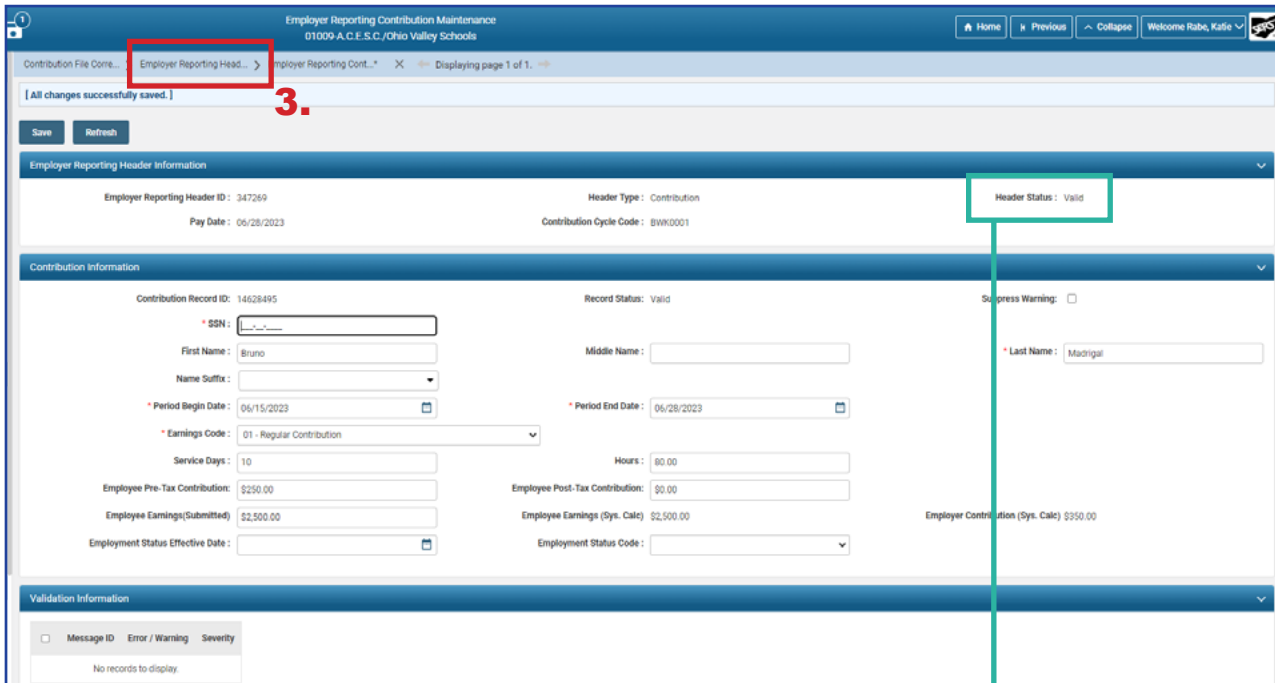 1
Employer Reporting Contribution Maintenance
01009-A.C.E.S.C./Ohio Valley Schools
Home
Previous
Collapse
Welcome Rabe, Katie
SERS
Contribution File Corre...
Employer Reporting Head...
mployer Reporting Cont...*
X
Displaying page 1 of 1.
3.
[ All changes successfully saved. ]
Save Refresh
Employer Reporting Header Information
Employer Reporting Header ID : 347269 Header Type : Contribution Header Status : Valid
Pay Date : 06/28/2023 Contribution Cycle Code : BWK0001
Contribution Information
Contribution Record ID: 14628495 Record Status: Valid Suppress Warning:
* SSN : __-_-___
First Name : Bruno Middle Name : * Last Name : Madrigal
Name Suffix :
* Period Begin Date : 06/15/2023 * Period End Date : 06/28/2023
* Earnings Code : 01 - Regular Contribution
Service Days : 10 Hours : 80.00
Employee Pre-Tax Contribution: $250.00 Employee Post-Tax Contribution: $0.00
Employee Earnings(Submitted) $2,500.00 Employee Earnings (Sys. Calc) $2,500.00 Employer Contribution (Sys. Calc) $350.00
Employment Status Effective Date : Employment Status Code :
Validation Information
Message ID Error / Warning Severity
No records to display.